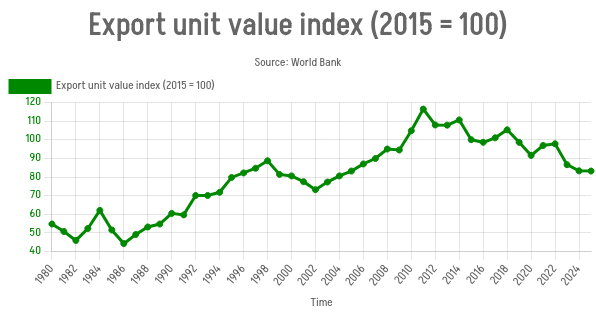 Export unit value index (2015 = 100)
Source: World Bank
Export unit value index (2015 = 100)
120
110
100
90
80
70
60
50
40
1980 1982 1984 1986 1988 1990 1992 1994 1996 1998 2000 2002 2004 2006 2008 2010 2012 2014 2016 2018 2020 2022 2024
Time